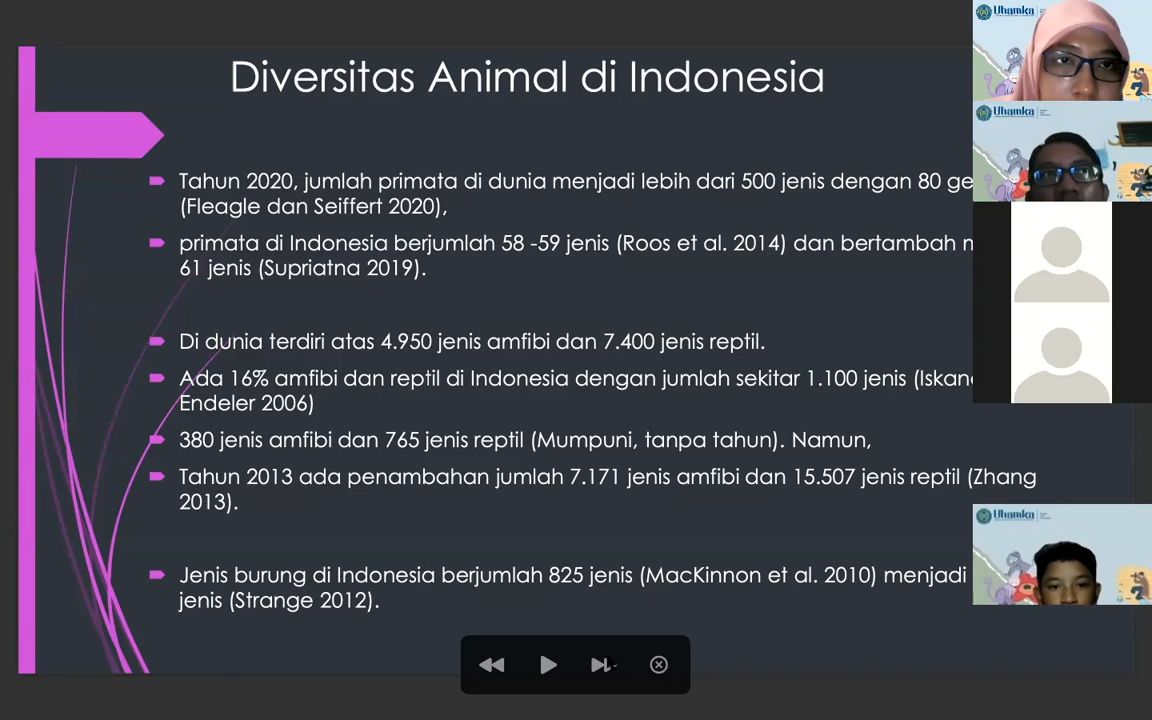 Diversitas Animal di Indonesia
Tahun 2020, jumlah primata di dunia menjadi lebih dari 500 jenis dengan 80
(Fleagle dan Seiffert 2020),
primata di Indonesia berjumlah 58 -59 jenis (Roos et al. 2014) dan bertambah
61 jenis (Supriatna 2019).
Di dunia terdiri atas 4.950 jenis amfibi dan 7.400 jenis reptil.
Ada 16% amfibi dan reptil di Indonesia dengan jumlah sekitar 1.100 jenis
Endeler 2006)
380 jenis amfibi dan 765 jenis reptil (Mumpuni, tanpa tahun). Namun,
Tahun 2013 ada penambahan jumlah 7.171 jenis amfibi dan 15.507 jenis reptil (Zhang
2013).
Jenis burung di Indonesia berjumlah 825 jenis (MacKinnon et al. 2010) menjadi
jenis (Strange 2012).
Uhamka
Uhamka
Uhamka